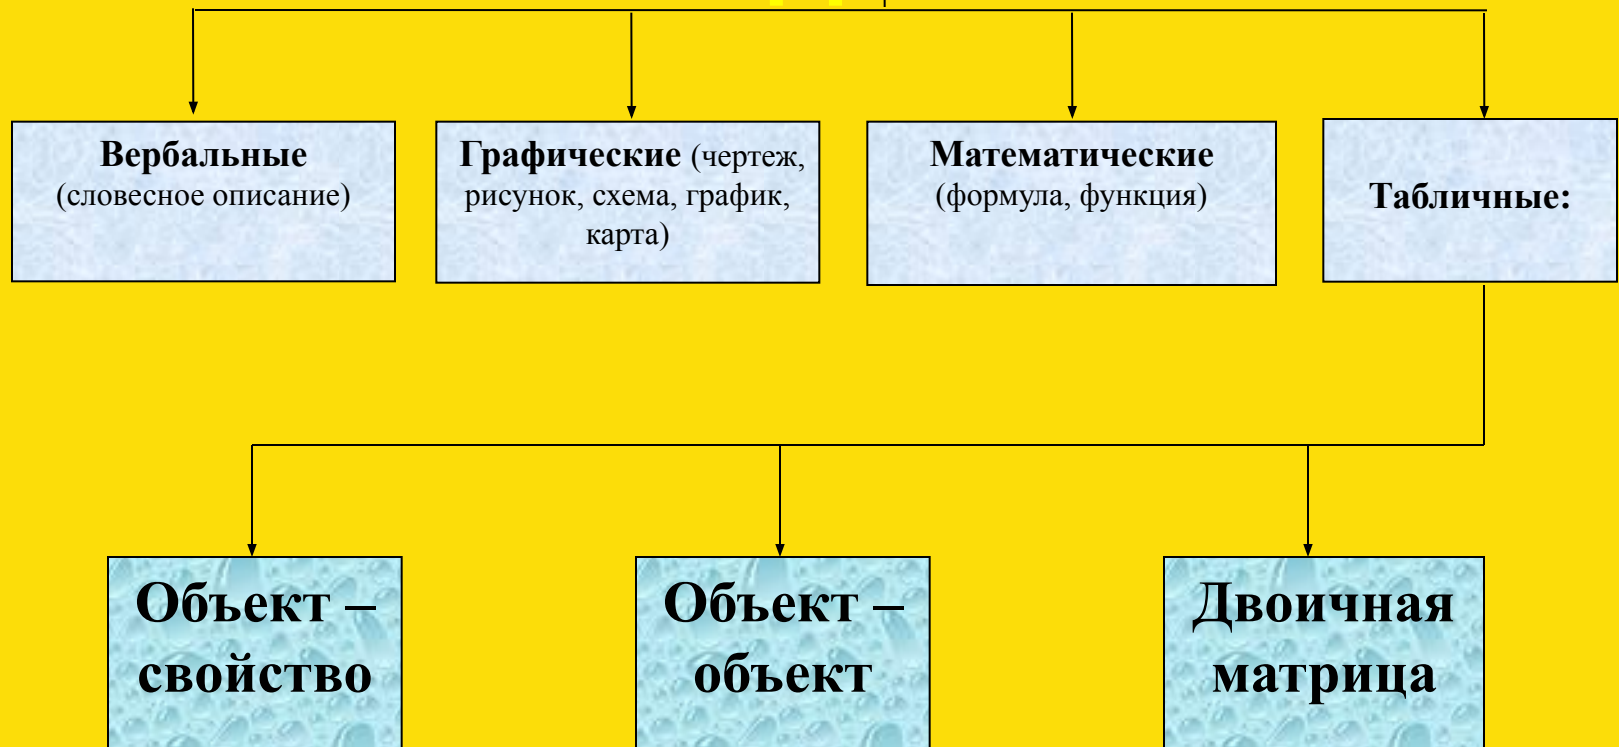 Вербальные
(словесное описание)
Графические (чертеж,
рисунок, схема, график,
карта)
Математические
(формула, функция)
Табличные:
Объект –
свойство
Объект –
объект
Двоичная
матрица